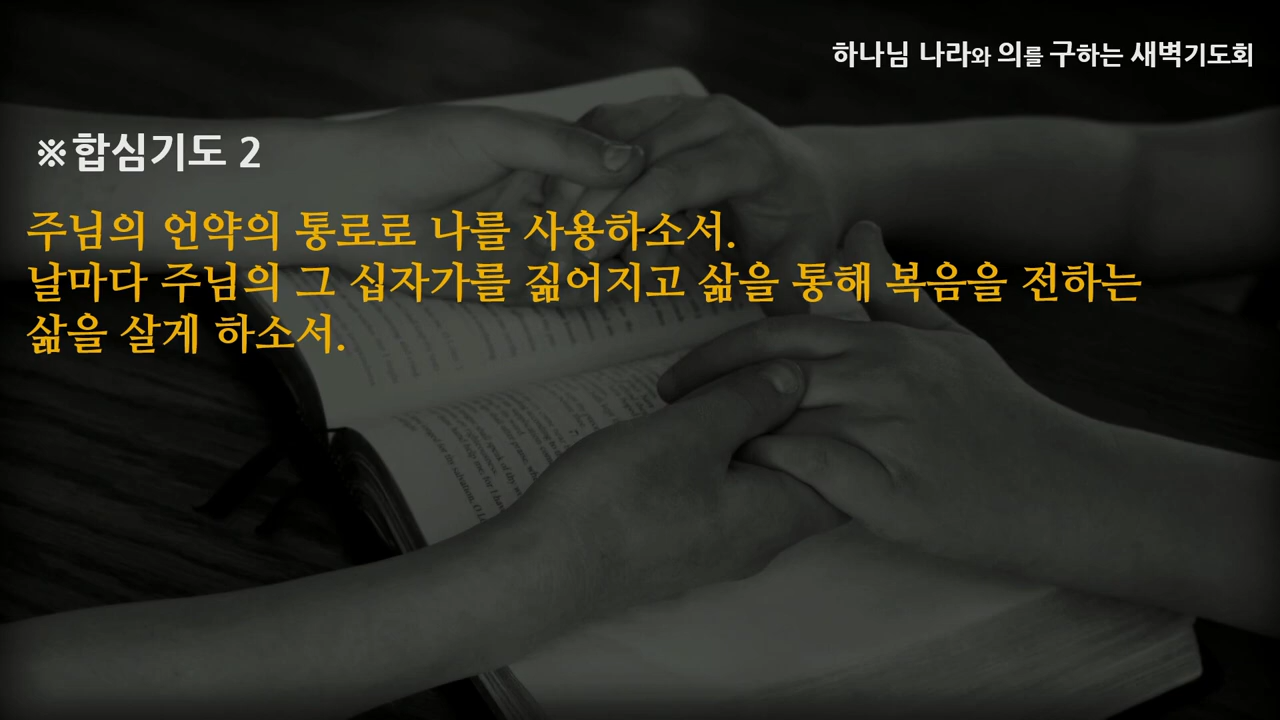 하나님 나라와 의를 구하는 새벽기도회
※합심기도 2
주님의 언약의 통로로 나를 사용하소서.
날마다 주님의 그 십자가를 짊어지고 삶을 통해 복음을 전하는
삶을 살게 하소서.